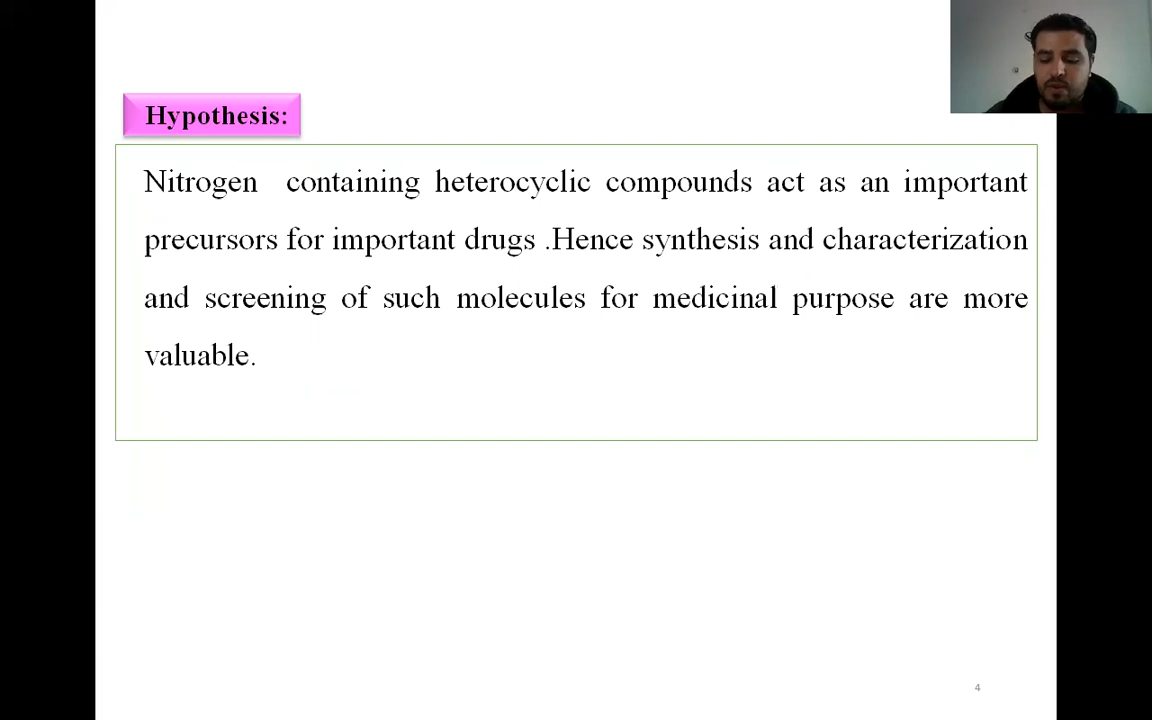 Hypothesis:
Nitrogen containing heterocyclic compounds act as an important
precursors for important drugs .Hence synthesis and characterization
and screening of such molecules for medicinal purpose are more
valuable.
4